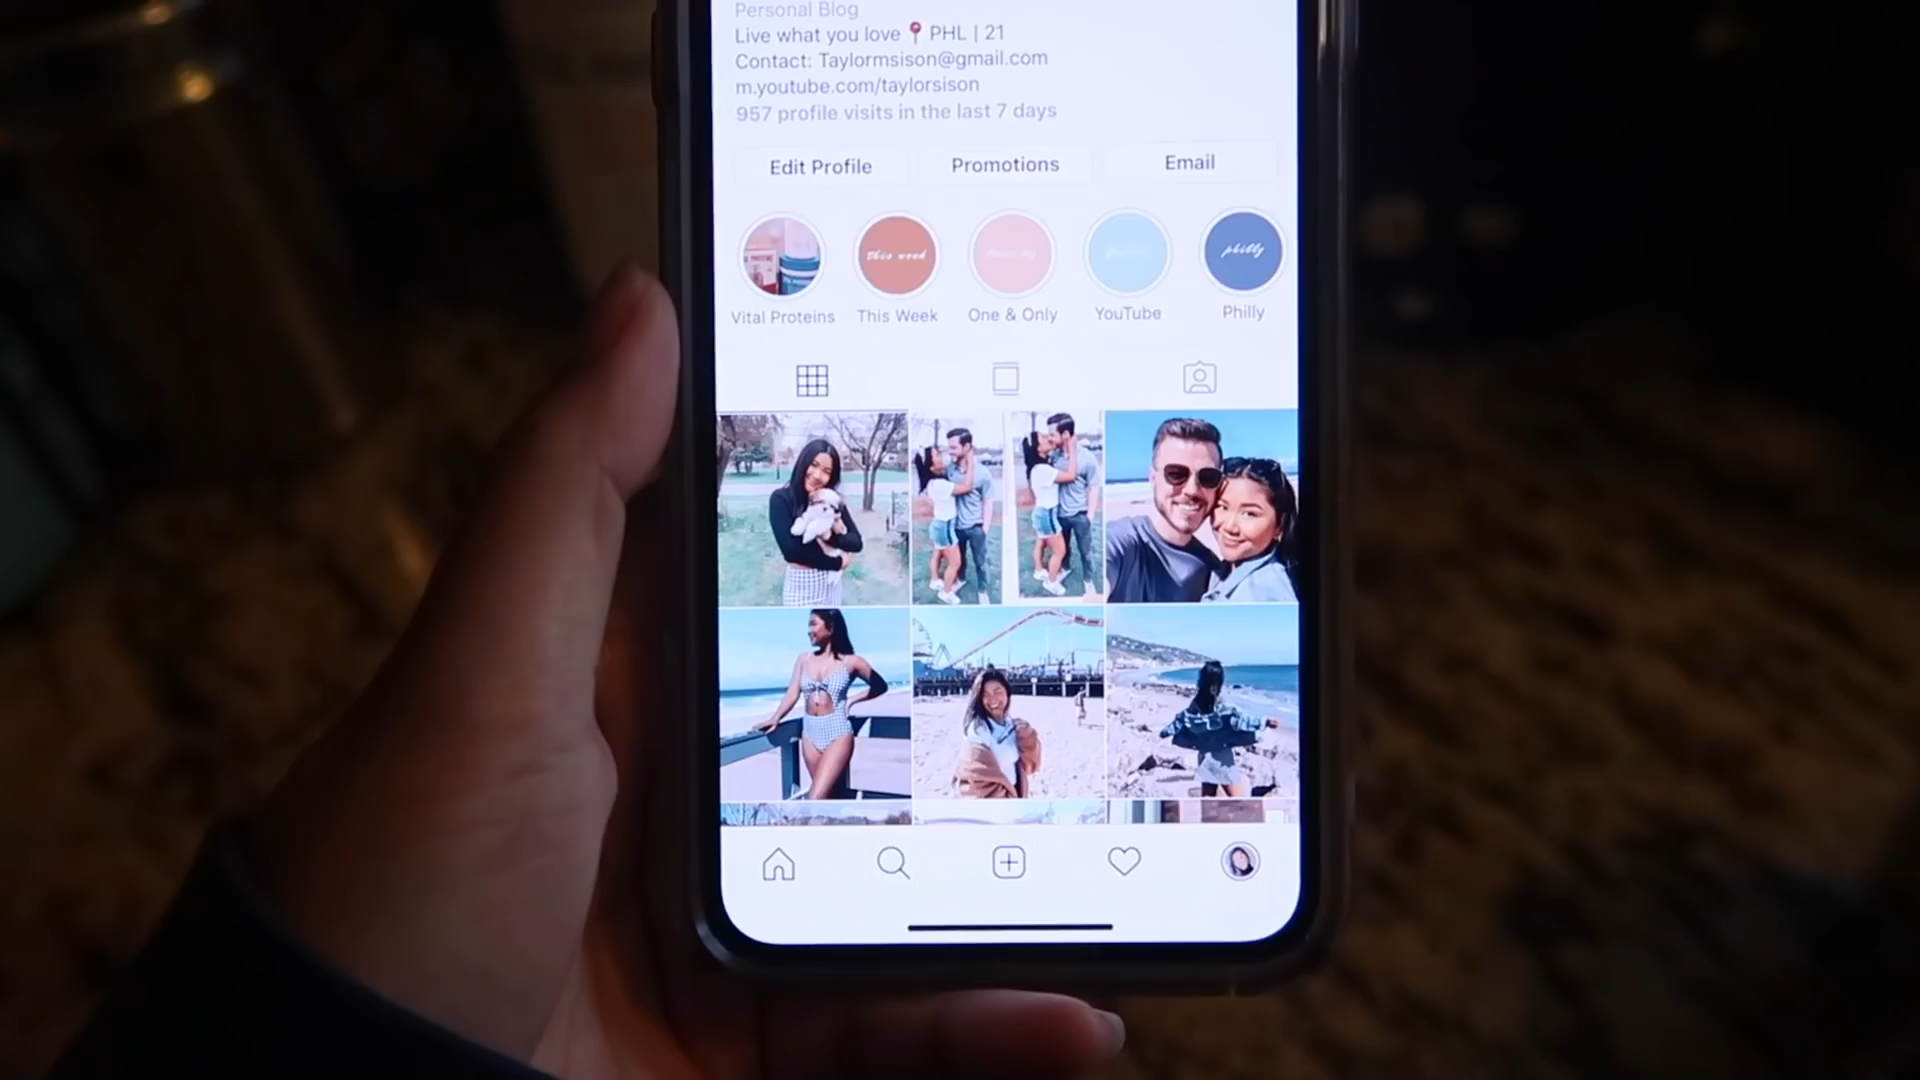 Personal Blog
Live what you love 📍 PHL | 21
Contact: Taylormsison@gmail.com
m.youtube.com/taylorsison
957 profile visits in the last 7 days
Edit Profile Promotions Email
this week philly
Vital Proteins This Week One & Only YouTube Philly